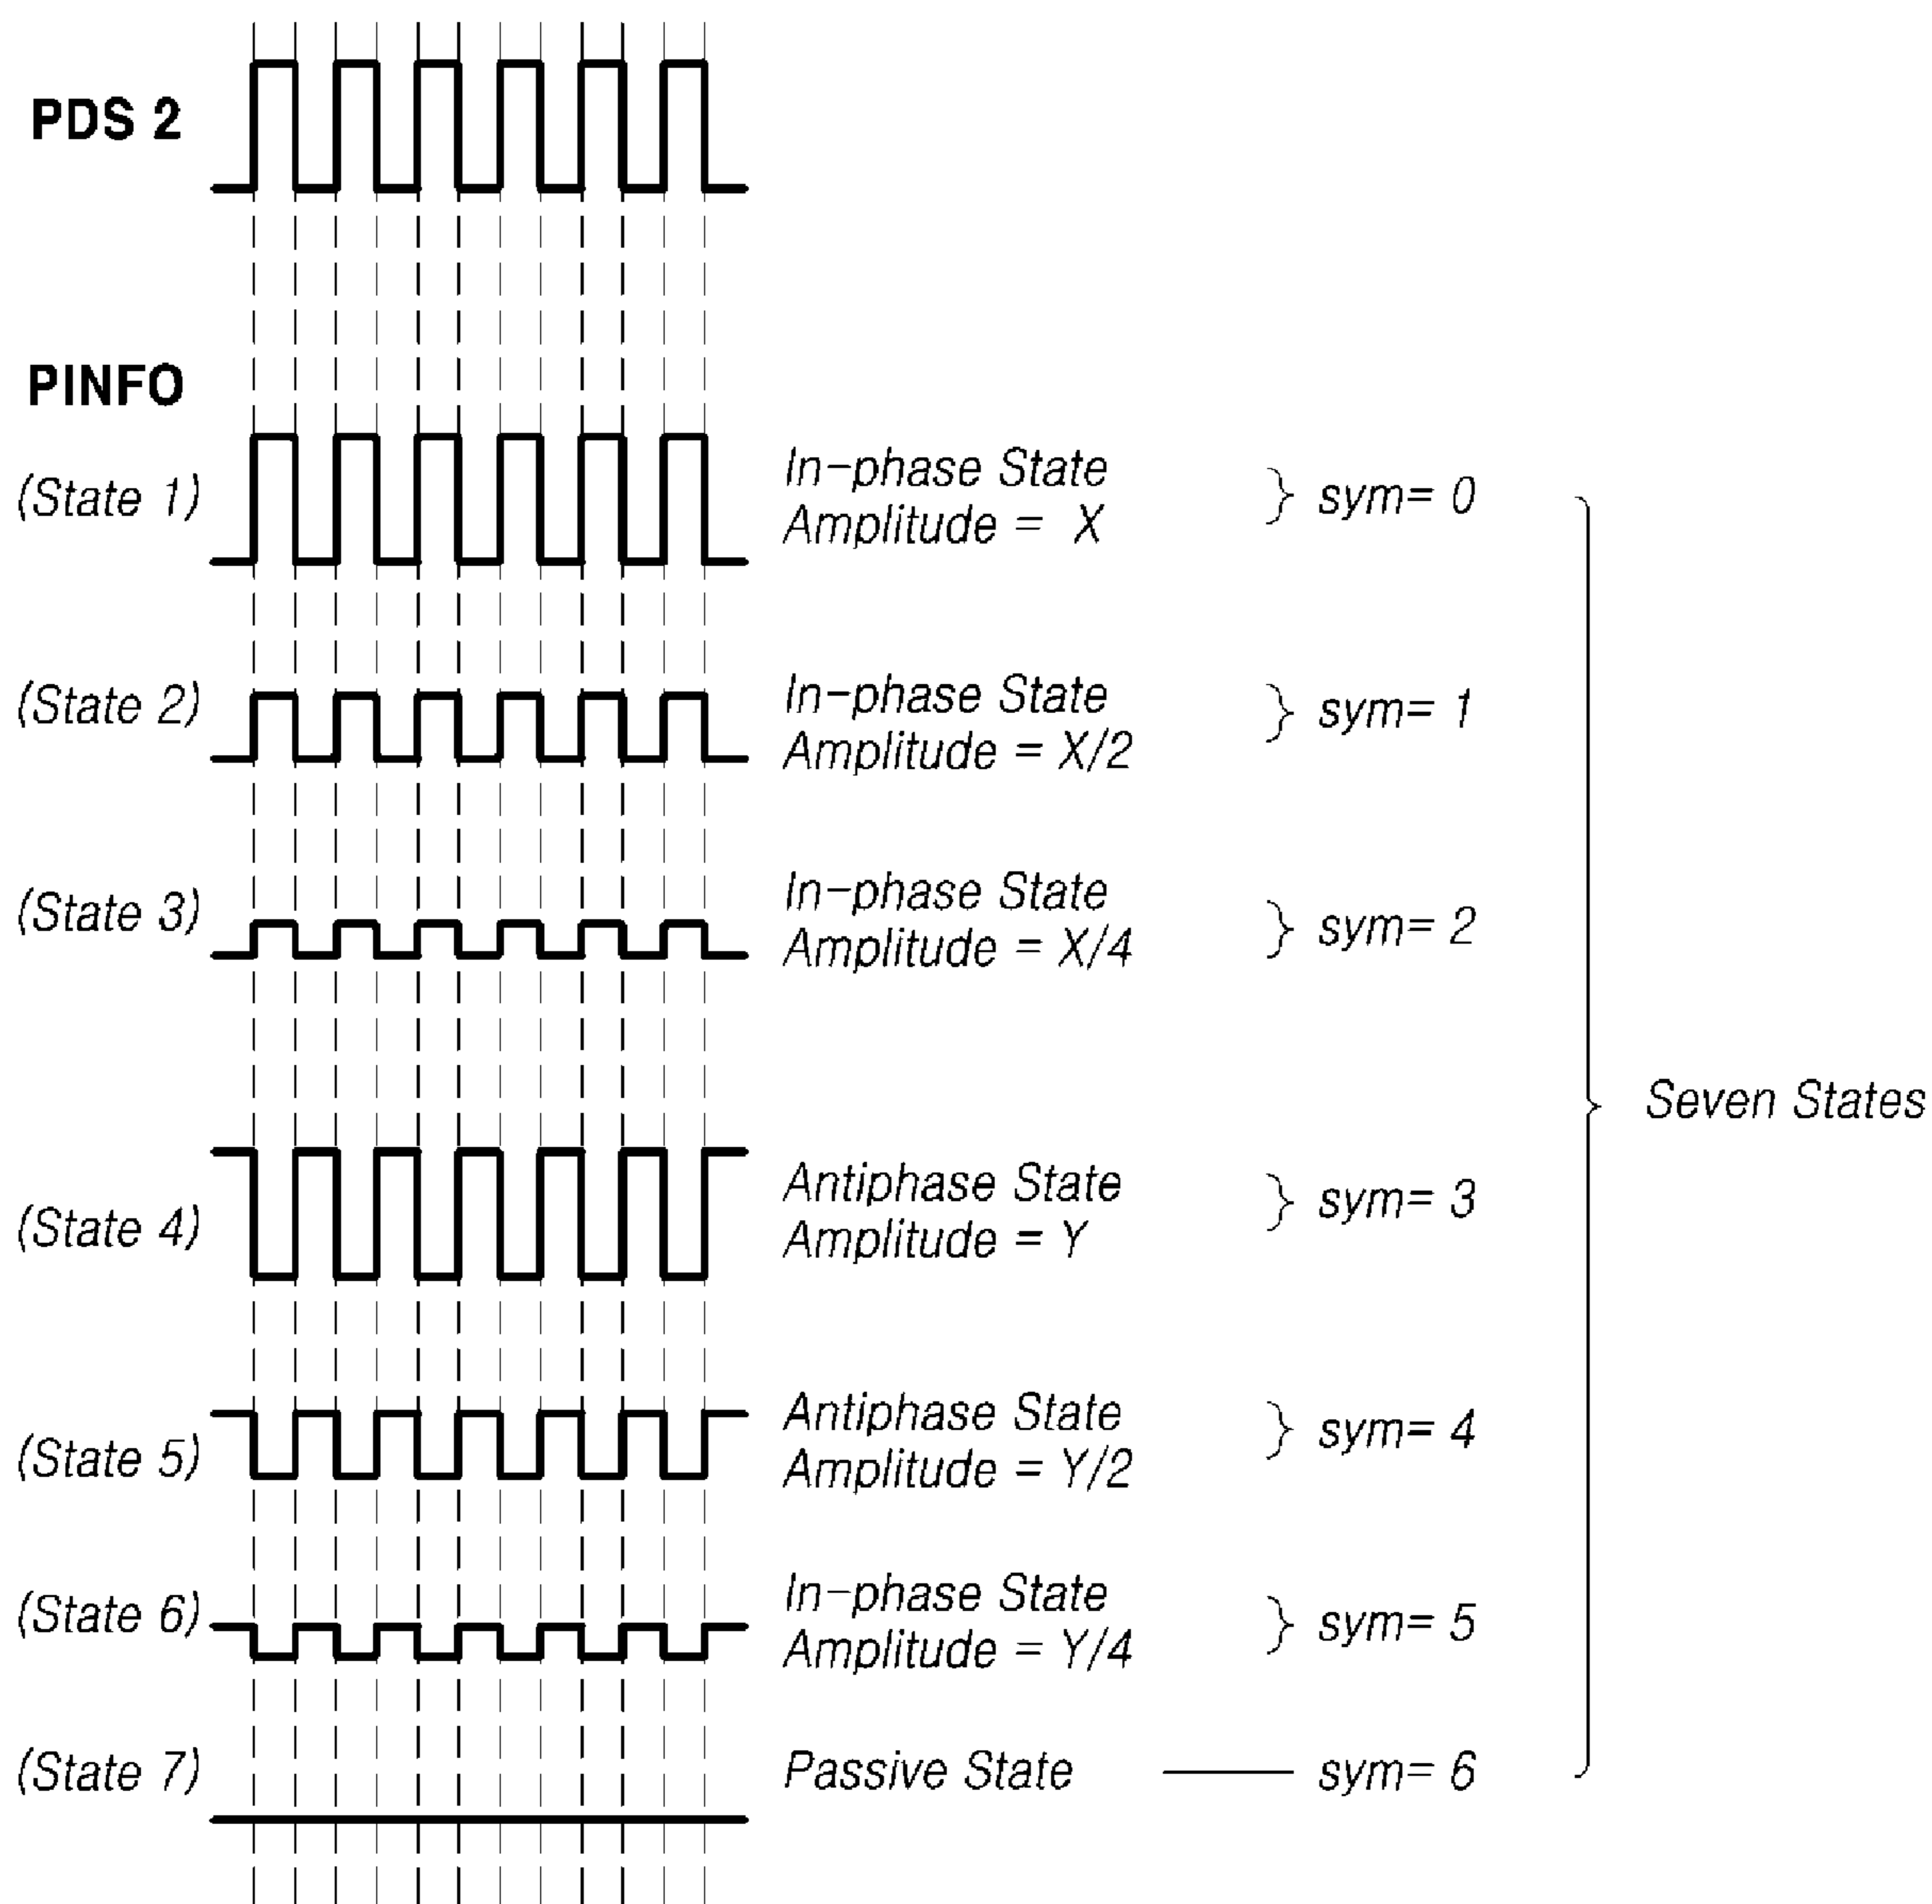 PDS 2
PINFO
(State 1)
In-phase State
Amplitude = X
sym= 0
(State 2)
In-phase State
Amplitude = X/2
sym= 1
(State 3)
In-phase State
Amplitude = X/4
sym= 2
Seven States
(State 4)
Antiphase State
Amplitude = Y
sym= 3
(State 5)
Antiphase State
Amplitude = Y/2
sym= 4
(State 6)
In-phase State
Amplitude = Y/4
sym= 5
(State 7)
Passive State
sym= 6